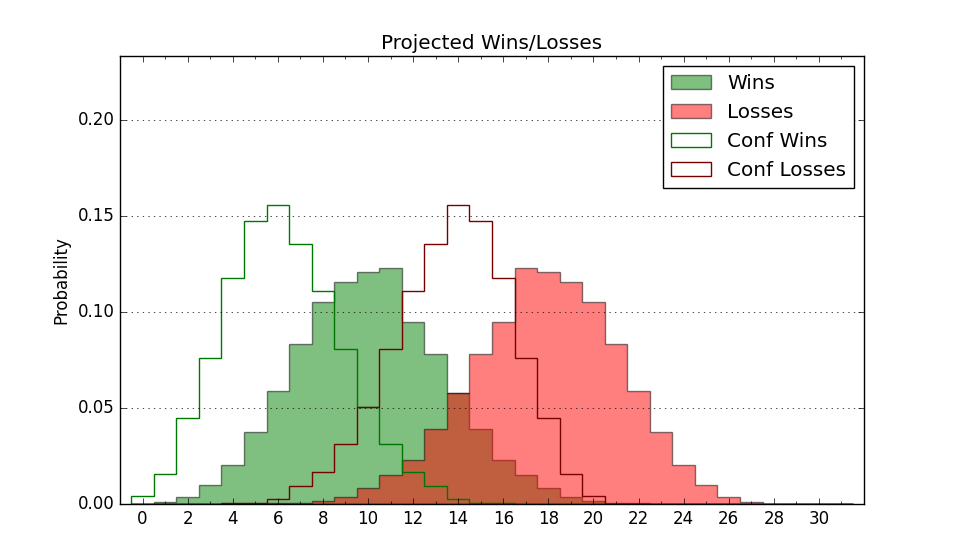 Projected Wins/Losses
Wins
Losses
Conf Wins
Conf Losses
Probability
0.20
0.15
0.10
0.05
0.00
0 2 4 6 8 10 12 14 16 18 20 22 24 26 28 30